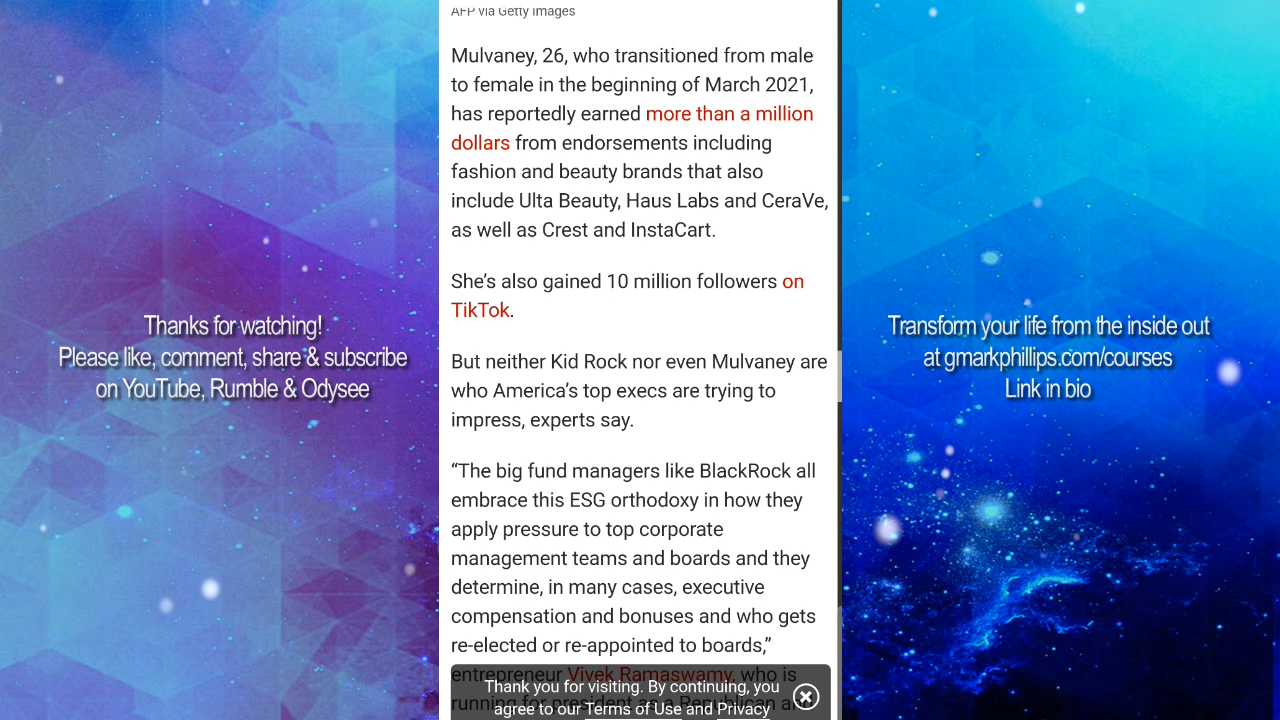 AFP via Getty Images
Mulvaney, 26, who transitioned from male
to female in the beginning of March 2021,
has reportedly earned more than a million
dollars from endorsements including
fashion and beauty brands that also
include Ulta Beauty, Haus Labs and CeraVe,
as well as Crest and InstaCart.
She’s also gained 10 million followers on
TikTok.
But neither Kid Rock nor even Mulvaney are
who America’s top execs are trying to
impress, experts say.
“The big fund managers like BlackRock all
embrace this ESG orthodoxy in how they
apply pressure to top corporate
management teams and boards and they
determine, in many cases, executive
compensation and bonuses and who gets
re-elected or re-appointed to boards,”
entrepreneur Vivek Ramaswamy, who is
running for president as a Republican
Thank you for visiting. By continuing, you
agree to our Terms of Use and Privacy
Thanks for watching!
Please like, comment, share & subscribe
on YouTube, Rumble & Odysee
Transform your life from the inside out
at gmarkphillips.com/courses
Link in bio